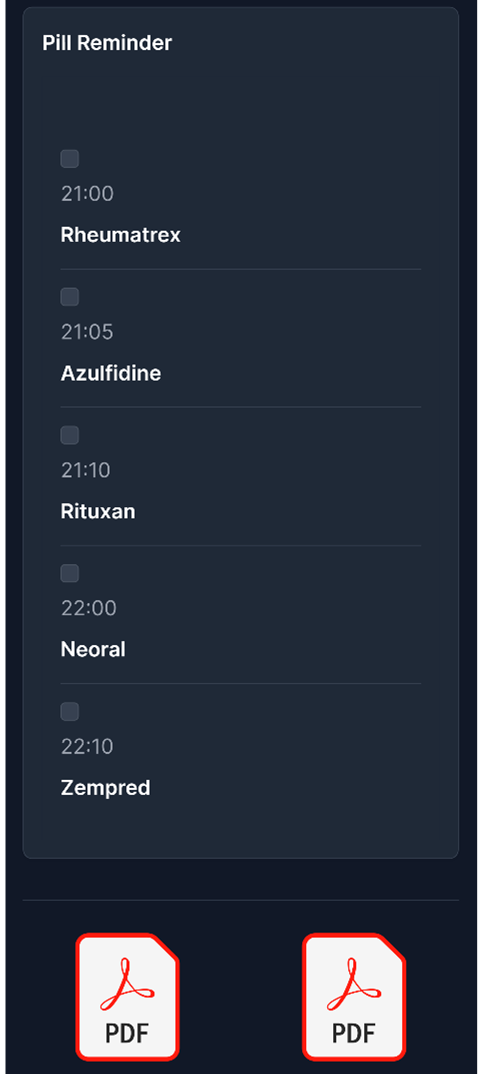 Pill Reminder
21:00
Rheumatrex
21:05
Azulfidine
21:10
Rituxan
22:00
Neoral
22:10
Zempred
PDF PDF